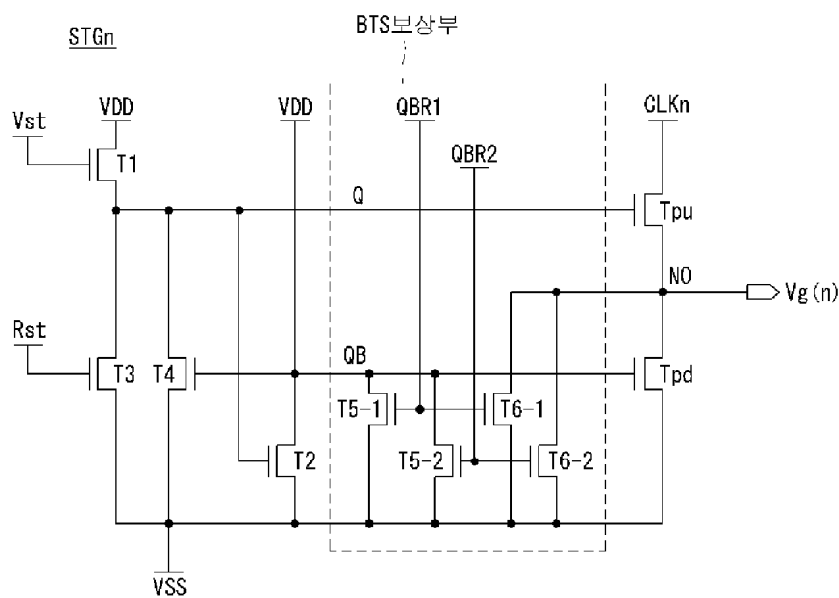 BTS보상부
STGn
VDD
VDD
QBR1
CLKn
Vst
T1
QBR2
Q
Tpu
NO
Vg(n)
Rst
QB
T3
T4
Tpd
T5-1
T6-1
T2
T5-2
T6-2
VSS